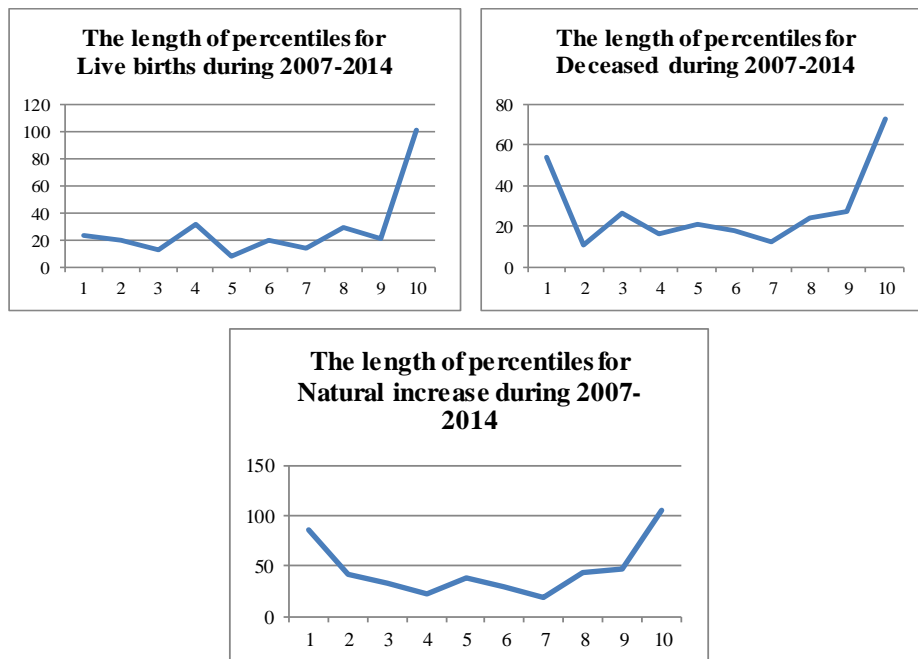 The length of percentiles for
Live births during 2007-2014
120
100
80
60
40
20
0
1 2 3 4 5 6 7 8 9 10
The length of percentiles for
Deceased during 2007-2014
80
60
40
20
0
1 2 3 4 5 6 7 8 9 10
The length of percentiles for
Natural increase during 2007-
2014
150
100
50
0
1 2 3 4 5 6 7 8 9 10